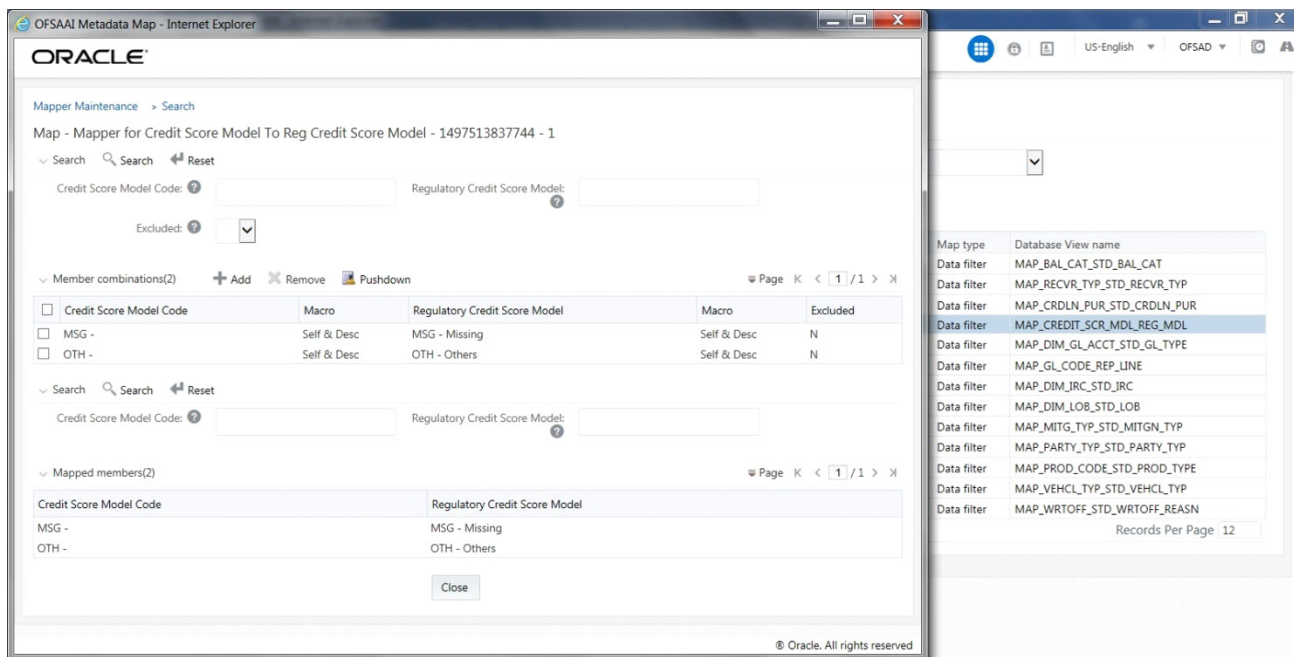 OFSAAI Metadata Map - Internet Explorer
ORACLE
US-English
OFSAD
Mapper Maintenance » Search
Map - Mapper for Credit Score Model To Reg Credit Score Model - 1497513837744 - 1
Search Search Reset
Credit Score Model Code: ? Regulatory Credit Score Model: ?
Excluded: ?
Member combinations(2) Add Remove Pushdown Page 1 / 1
Credit Score Model Code Macro Regulatory Credit Score Model Macro Excluded
MSG - Self & Desc MSG - Missing Self & Desc N
OTH - Self & Desc OTH - Others Self & Desc N
Search Search Reset
Credit Score Model Code: ? Regulatory Credit Score Model: ?
Mapped members(2) Page 1 / 1
Credit Score Model Code Regulatory Credit Score Model
MSG - MSG - Missing
OTH - OTH - Others
Close
® Oracle. All rights reserved
Map type Database View name
Data filter MAP_BAL_CAT_STD_BAL_CAT
Data filter MAP_RECVR_TYP_STD_RECVR_TYP
Data filter MAP_CRDLN_PUR_STD_CRDLN_PUR
Data filter MAP_CREDIT_SCR_MDL_REG_MDL
Data filter MAP_DIM_GL_ACCT_STD_GL_TYPE
Data filter MAP_GL_CODE_REP_LINE
Data filter MAP_DIM_IRC_STD_IRC
Data filter MAP_DIM_LOB_STD_LOB
Data filter MAP_MITG_TYP_STD_MITGN_TYP
Data filter MAP_PARTY_TYP_STD_PARTY_TYP
Data filter MAP_PROD_CODE_STD_PROD_TYPE
Data filter MAP_VEHCL_TYP_STD_VEHCL_TYP
Data filter MAP_WRTOFF_STD_WRTOFF_REASN
Records Per Page 12